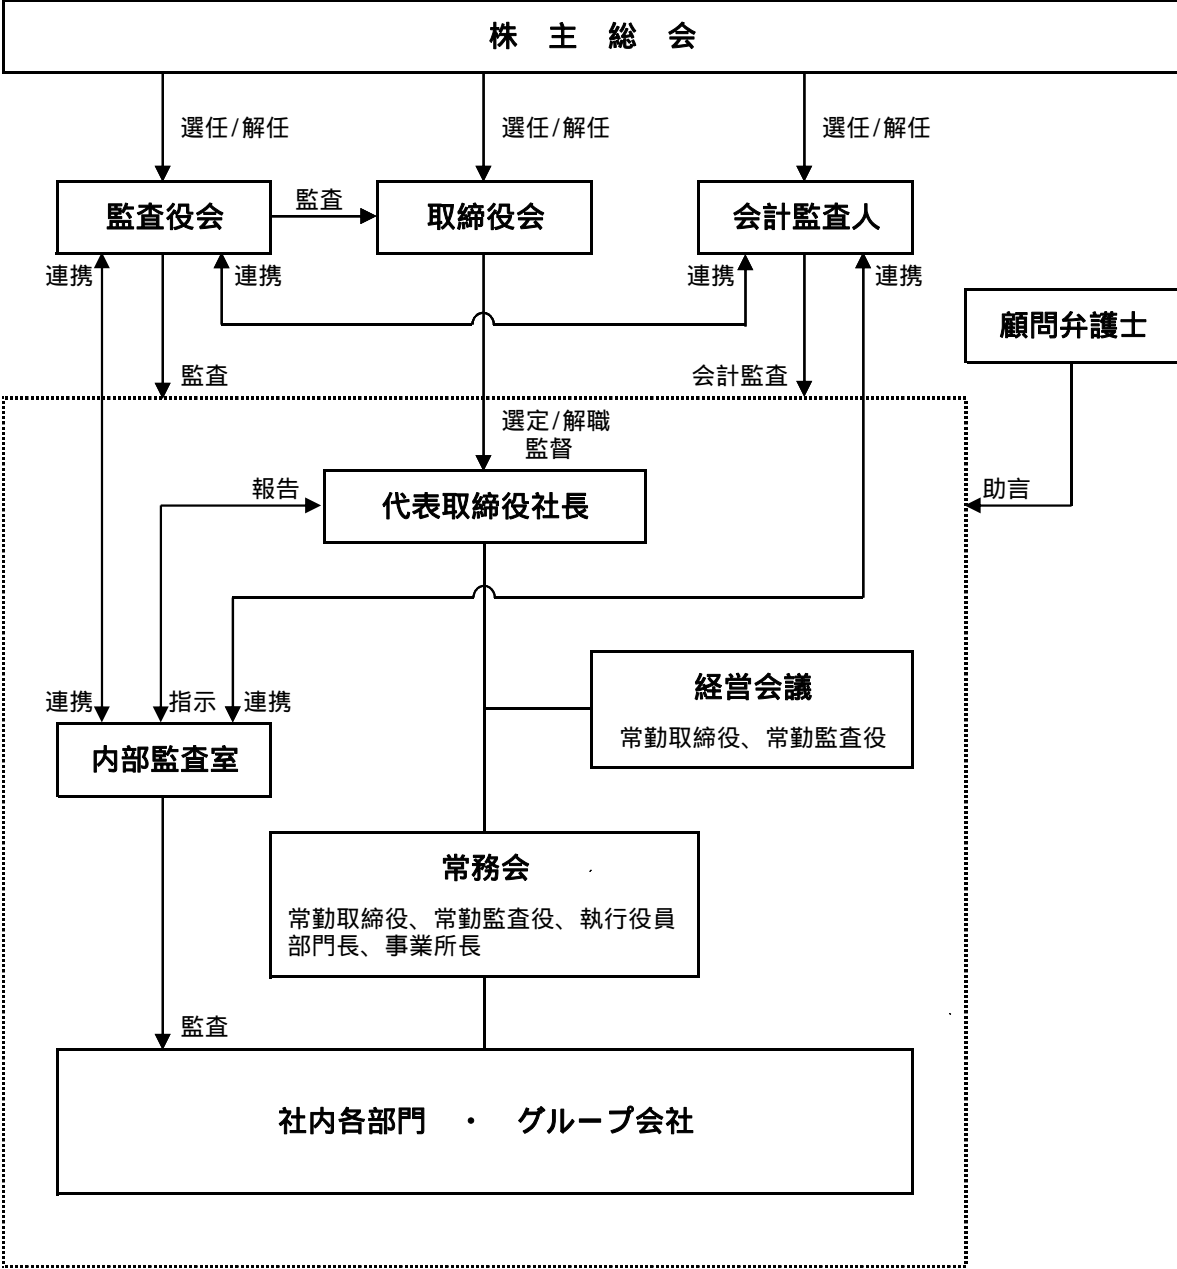 株　主　総　会
選任/解任
選任/解任
選任/解任
監査役会
監査
取締役会
会計監査人
連携
連携
連携
連携
顧問弁護士
監査
会計監査
選定/解職
監督
報告
代表取締役社長
助言
経営会議
常勤取締役、常勤監査役
連携
指示
連携
内部監査室
常務会
常勤取締役、常勤監査役、執行役員
部門長、事業所長
監査
社内各部門　・　グループ会社